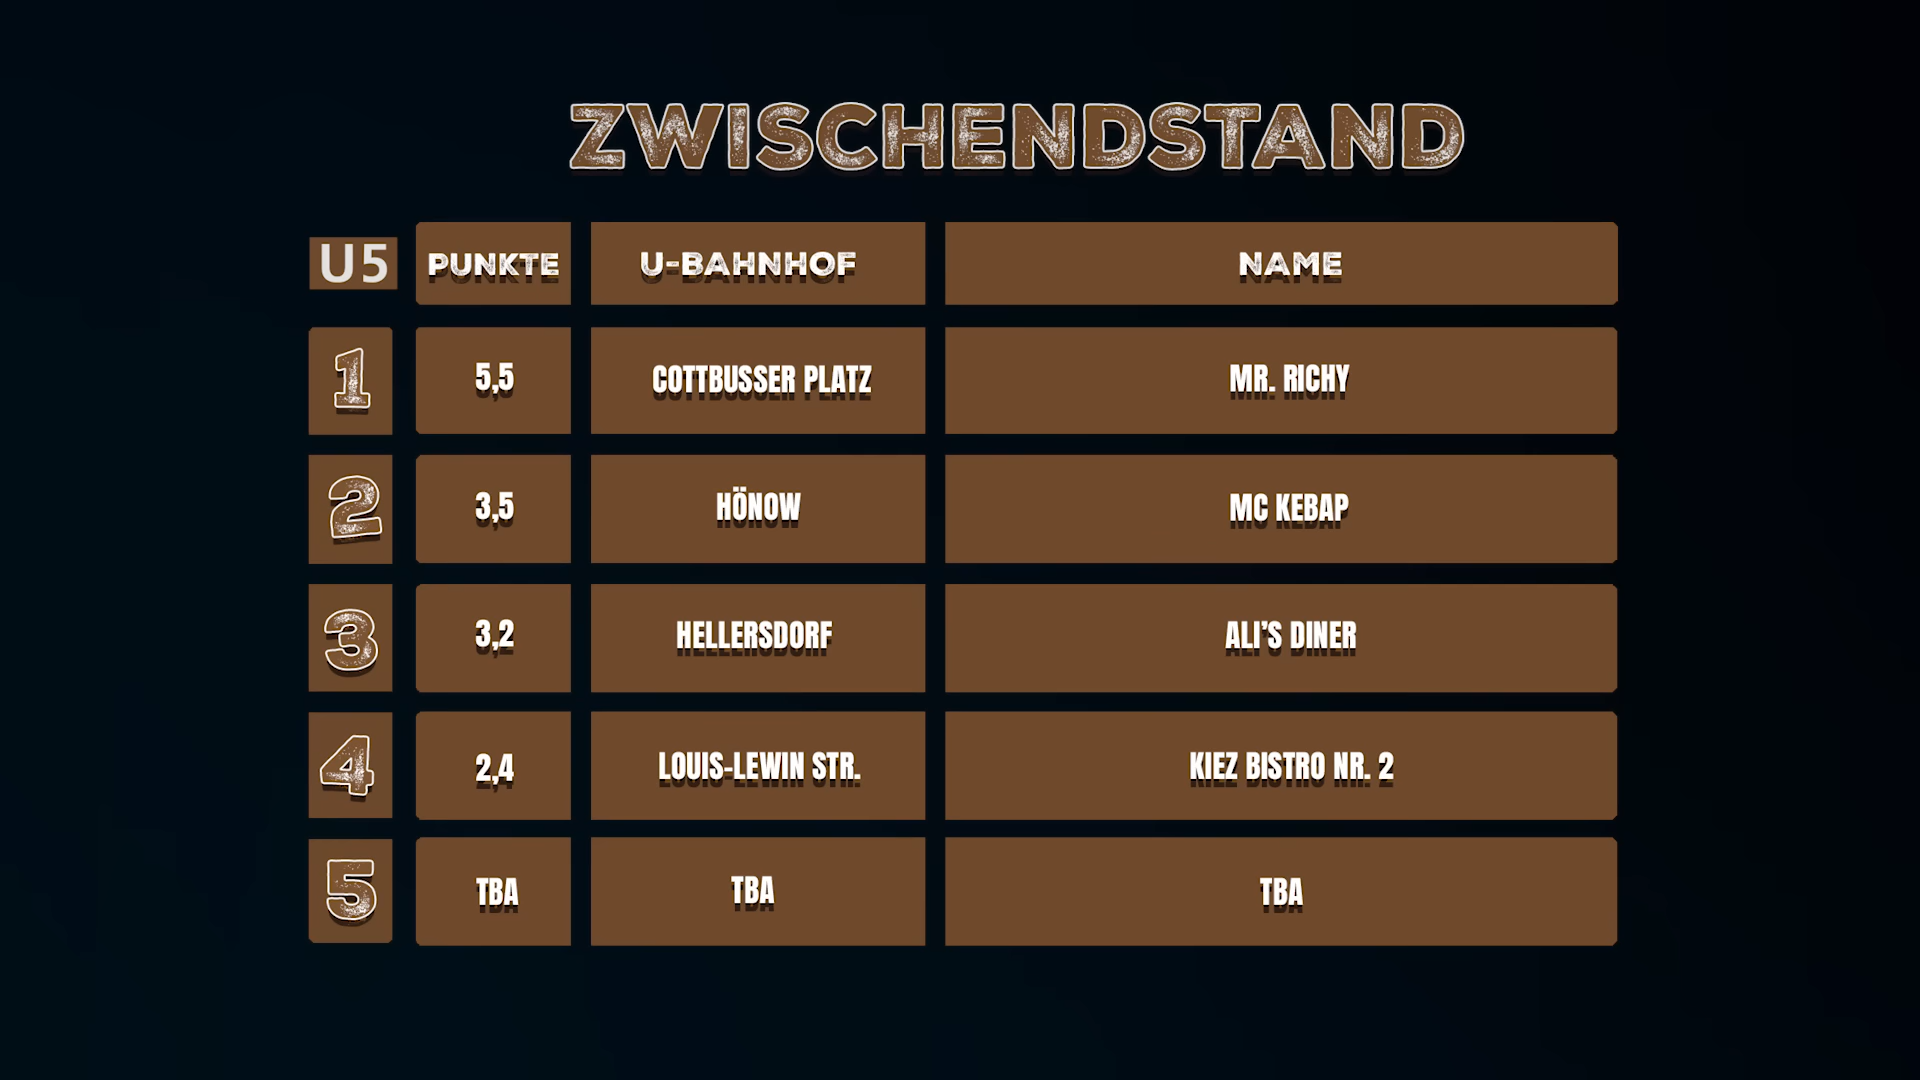 ZWISCHENDSTAND
U5 PUNKTE U-BAHNHOF NAME
1 5,5 COTTBUSSER PLATZ MR. RICHY
2 3,5 HÖNOW MC KEBAP
3 3,2 HELLERSDORF ALI'S DINER
4 2,4 LOUIS-LEWIN STR. KIEZ BISTRO NR. 2
5 TBA TBA TBA